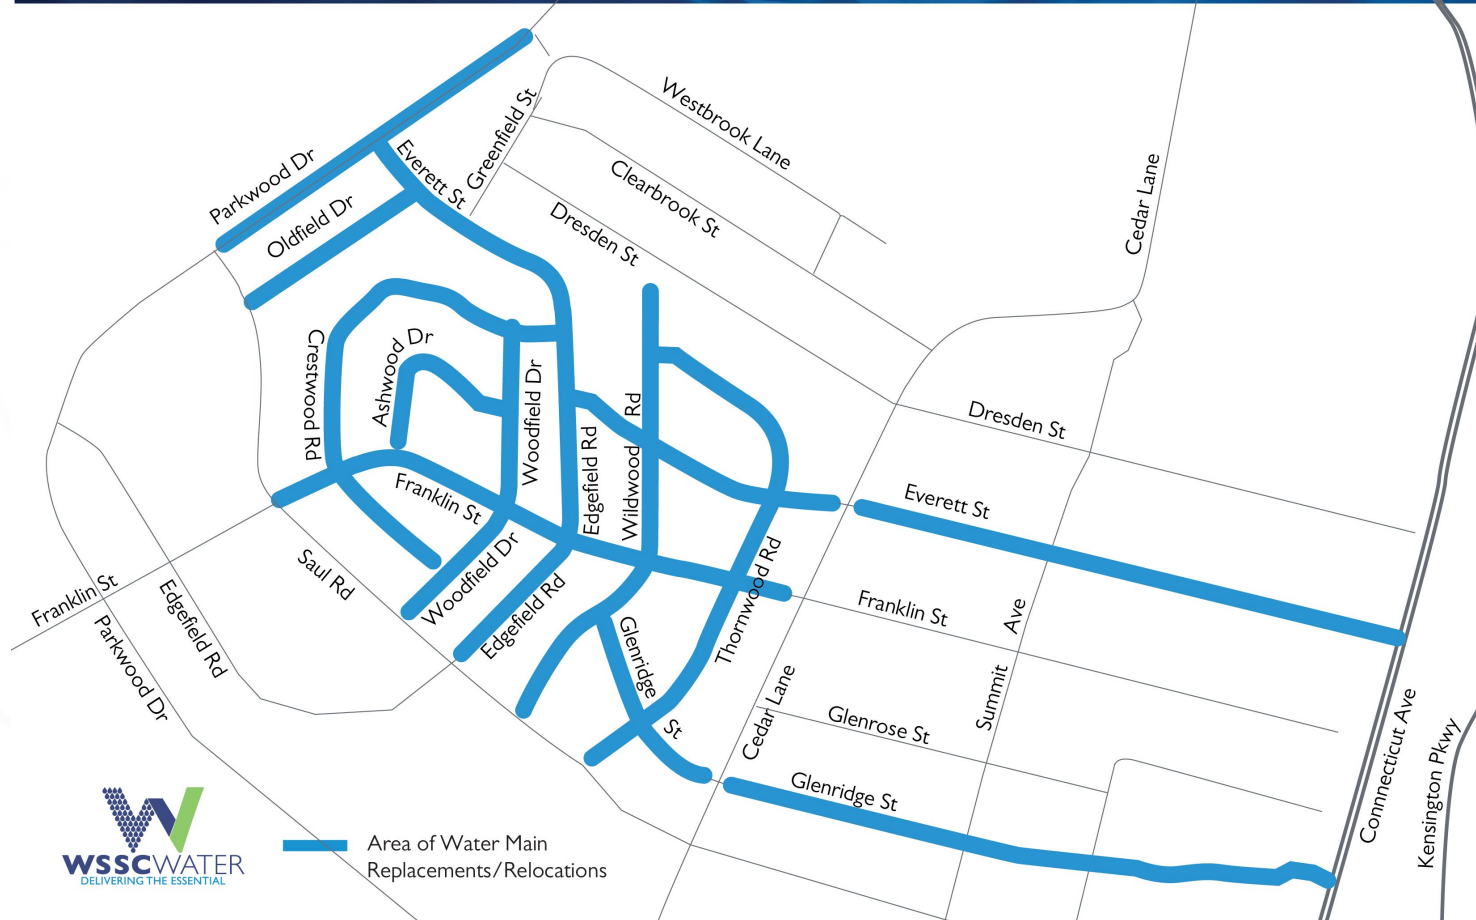 Westbrook Lane
Greenfield St
Everett St
Parkwood Dr
Clearbrook St
Cedar Lane
Oldfield Dr
Dresden St
Crestwood Rd
Ashwood Dr
Woodfield Dr
Rd
Wildwood
Edgefield Rd
Dresden St
Franklin St
Everett St
Woodfield Dr
Saul Rd
Thornwood Rd
Franklin St
Edgefield Rd
Edgefield Rd
Franklin St
Ave
Summit
Glenridge
St
Parkwood Dr
Cedar Lane
Glenrose St
Connnecticut Ave
Kensington Pkwy
Glenridge St
WSSCWATER
DELIVERING THE ESSENTIAL
Area of Water Main
Replacements/Relocations